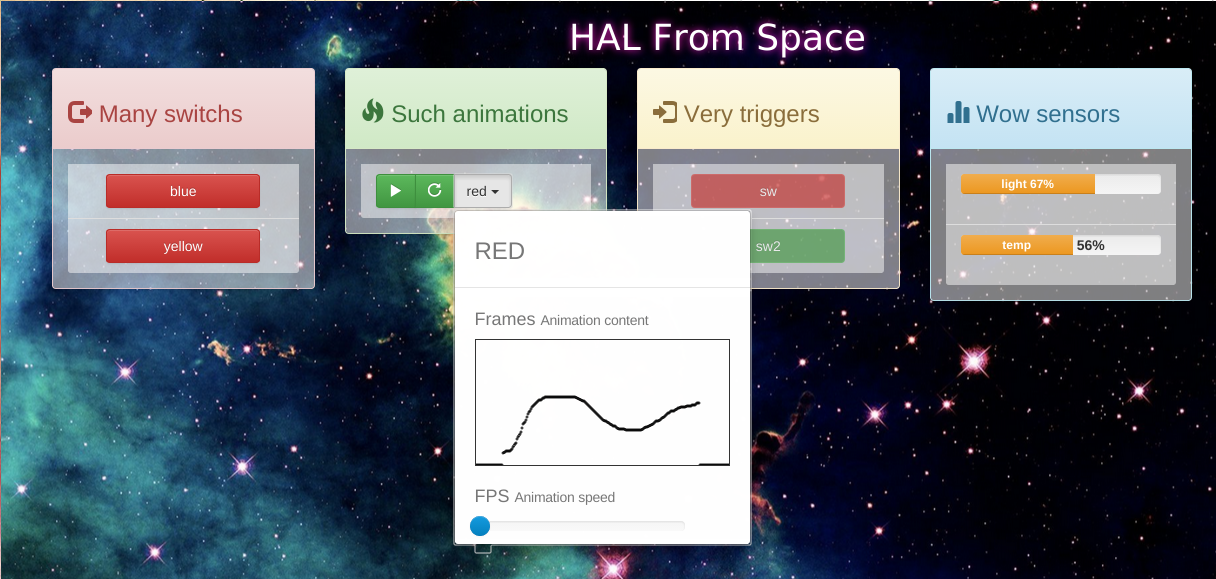 HAL From Space
Many switchs
blue
yellow
Such animations
red
RED
Frames Animation content
FPS Animation speed
Very triggers
sw
sw2
Wow sensors
light 67%
temp 56%